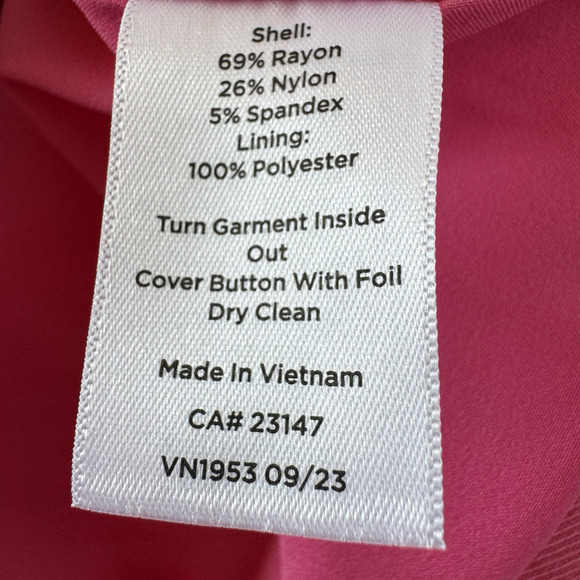 Shell:
69% Rayon
26% Nylon
5% Spandex
Lining:
100% Polyester
Turn Garment Inside
Out
Cover Button With Foil
Dry Clean
Made In Vietnam
CA# 23147
VN1953 09/23